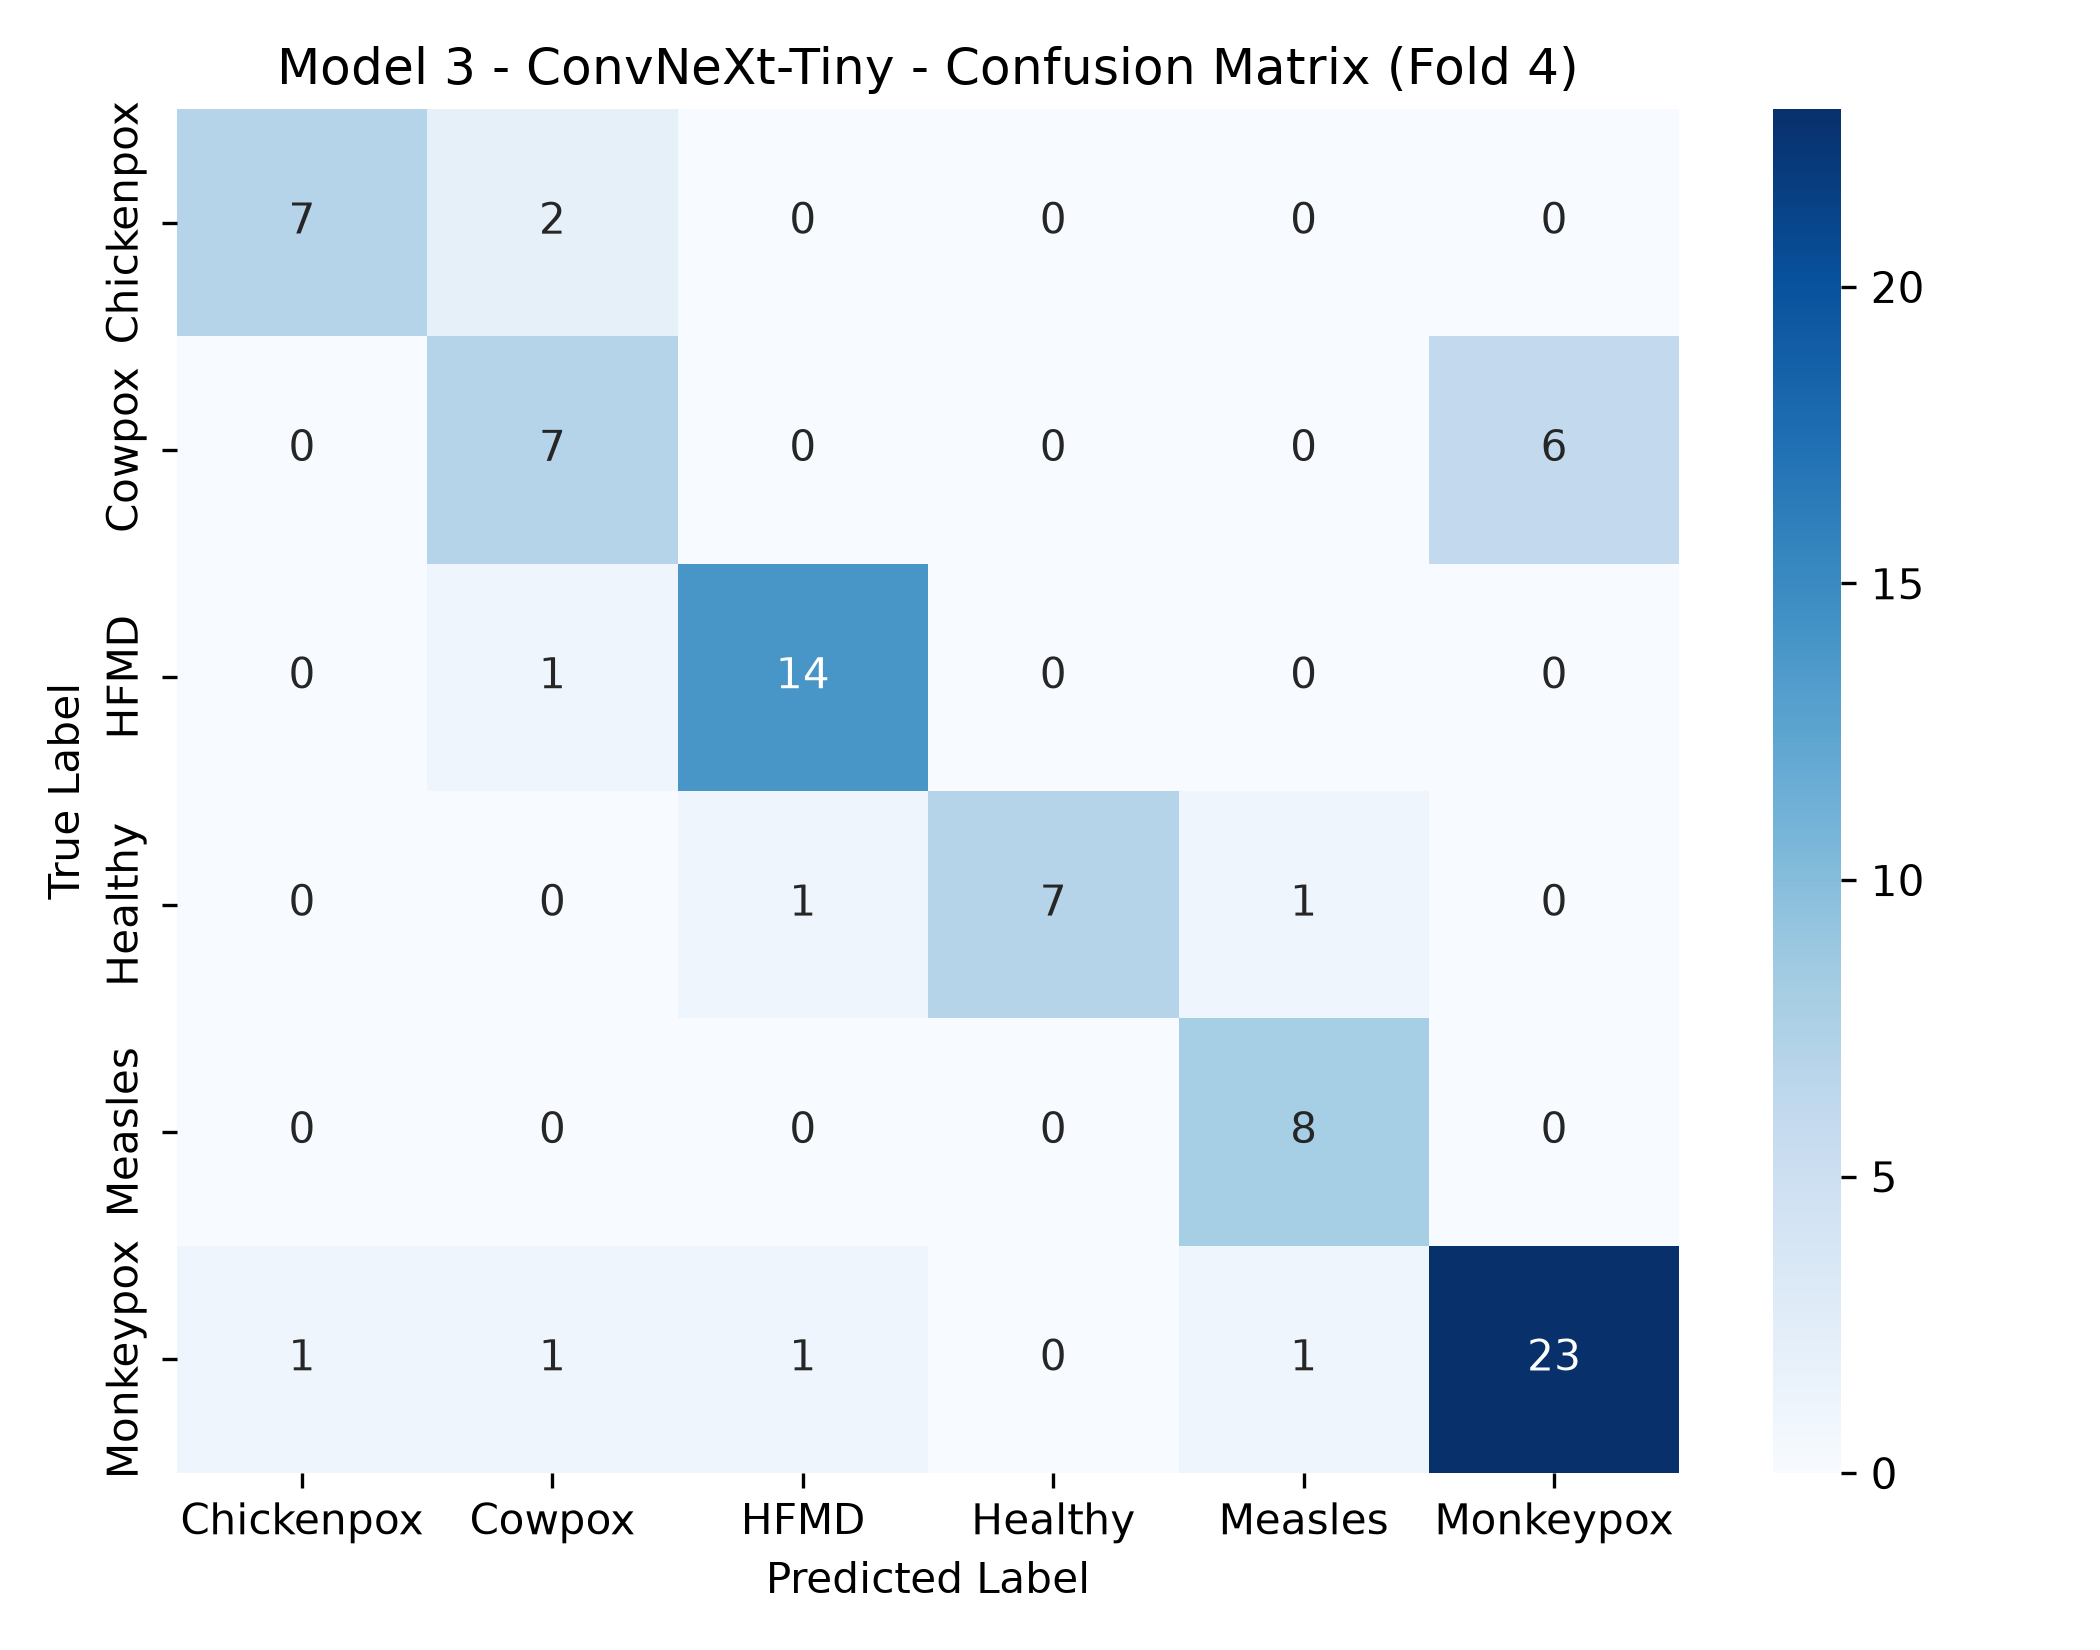 Model 3 - ConvNeXt-Tiny - Confusion Matrix (Fold 4)
True Label
Chickenpox 7 2 0 0 0 0
Cowpox 0 7 0 0 0 6
HFMD 0 1 14 0 0 0
Healthy 0 0 1 7 1 0
Measles 0 0 0 0 8 0
Monkeypox 1 1 1 0 1 23
Chickenpox Cowpox HFMD Healthy Measles Monkeypox
Predicted Label
20
15
10
5
0